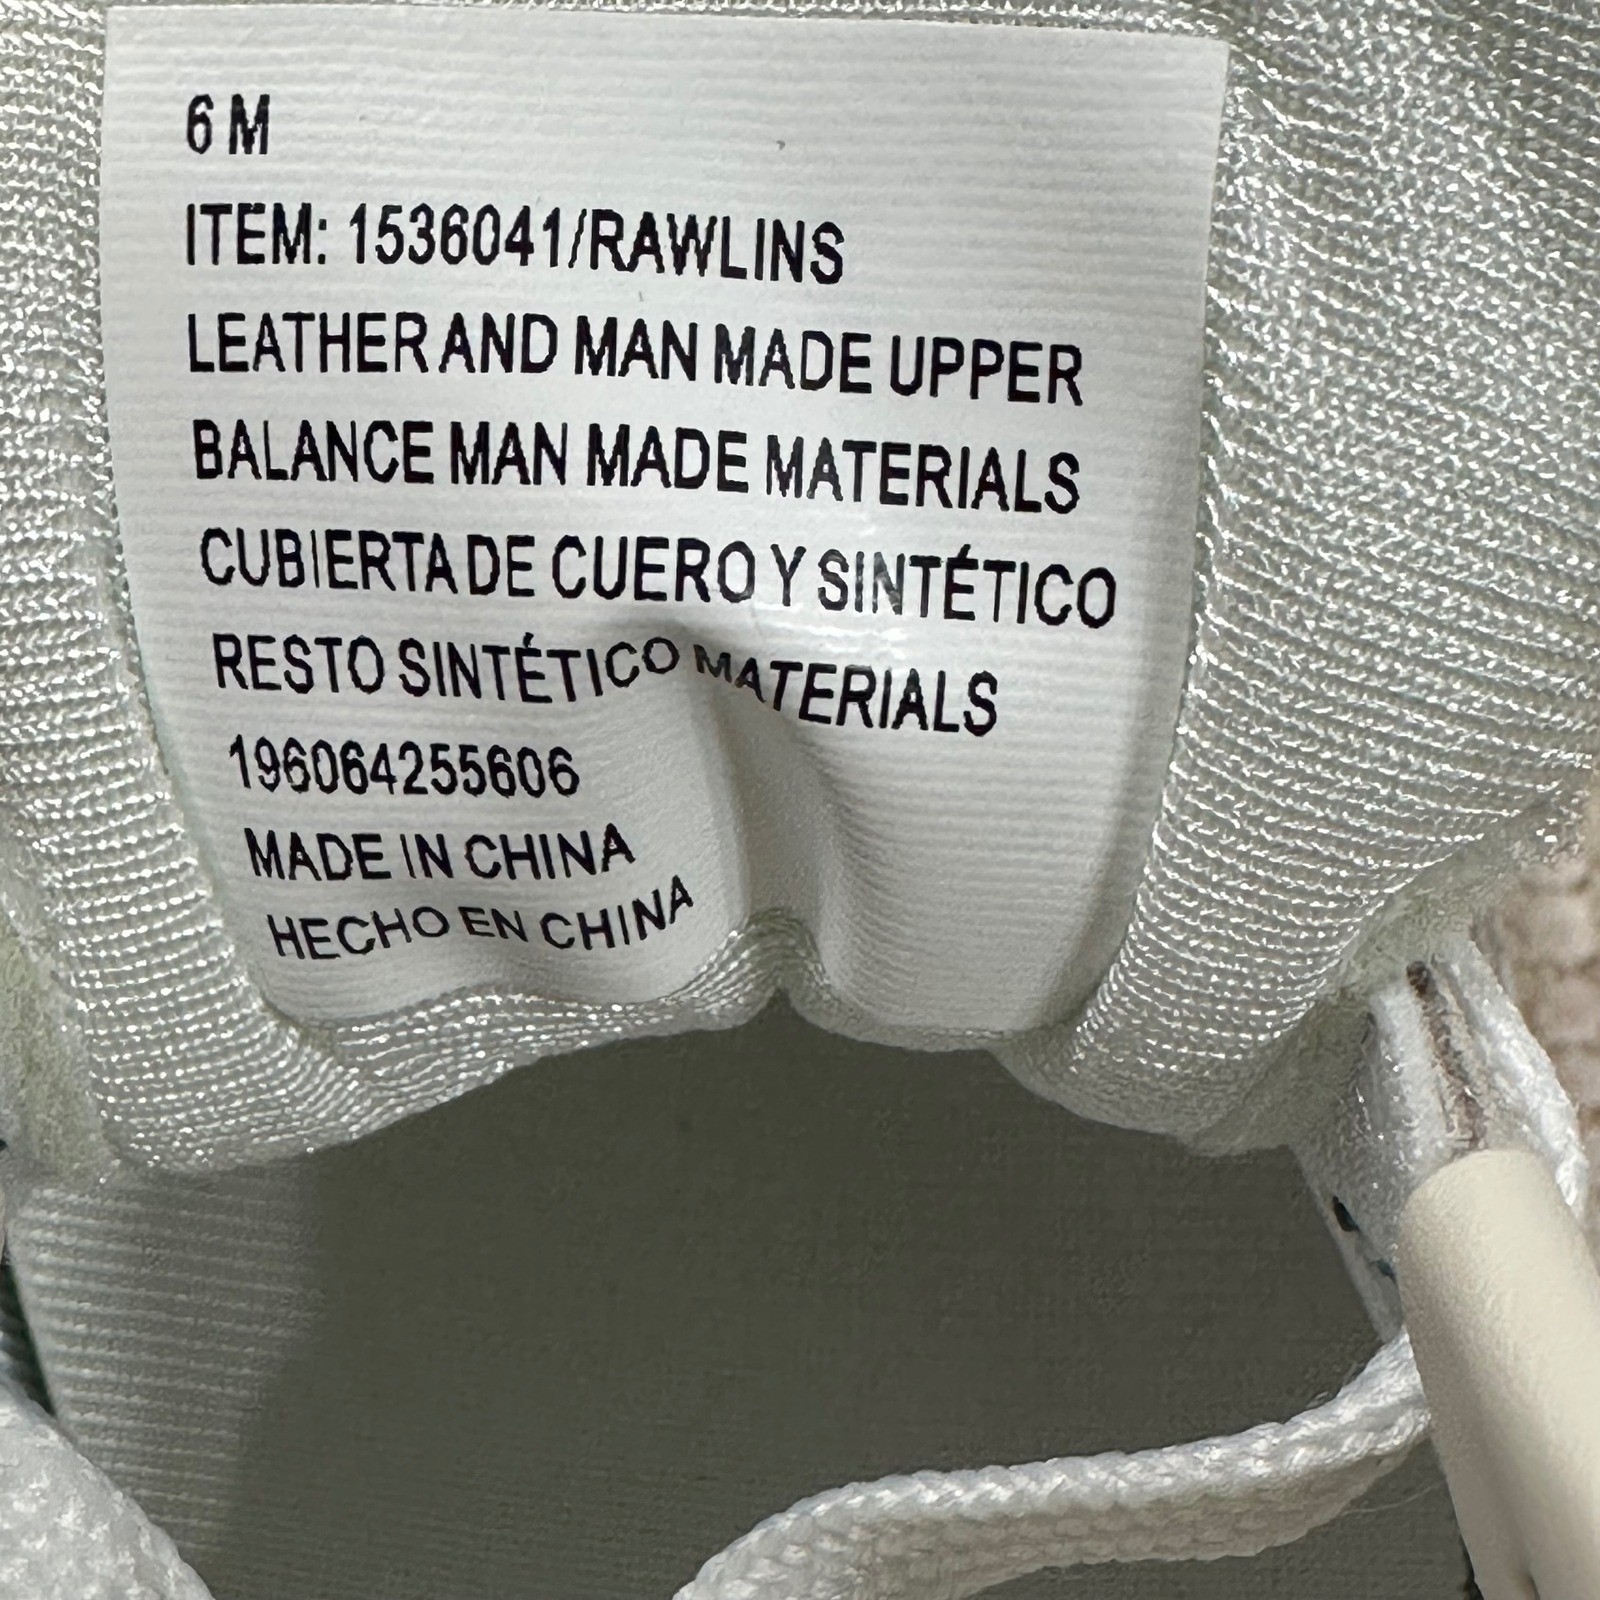 6 M
ITEM: 1536041/RAWLINS
LEATHER AND MAN MADE UPPER
BALANCE MAN MADE MATERIALS
CUBIERTA DE CUERO Y SINTÉTICO
RESTO SINTÉTICO MATERIALS
196064255606
MADE IN CHINA
HECHO EN CHINA